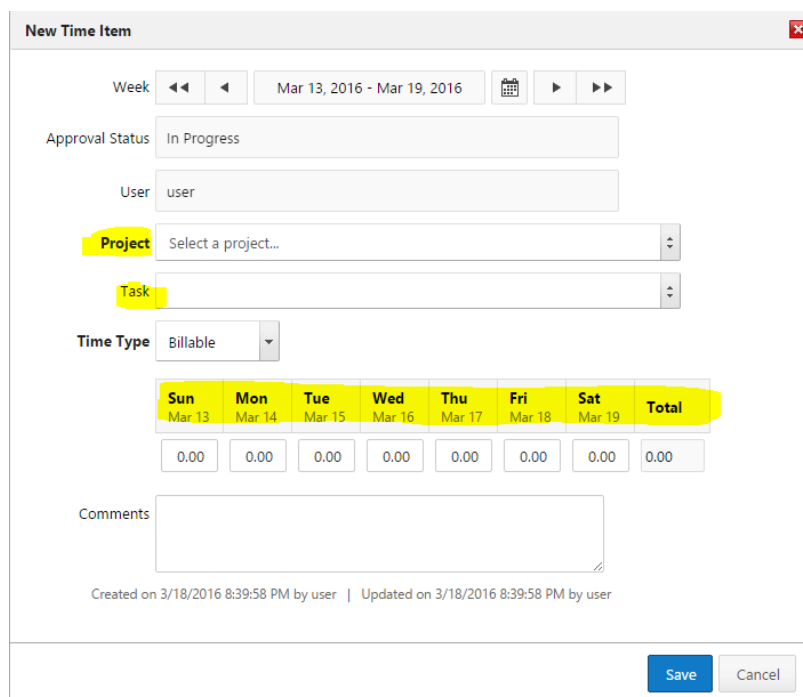 New Time Item
Week Mar 13, 2016 - Mar 19, 2016
Approval Status In Progress
User user
Project Select a project...
Task
Time Type Billable
Sun Mon Tue Wed Thu Fri Sat Total
Mar 13 Mar 14 Mar 15 Mar 16 Mar 17 Mar 18 Mar 19
0.00 0.00 0.00 0.00 0.00 0.00 0.00 0.00
Comments
Created on 3/18/2016 8:39:58 PM by user | Updated on 3/18/2016 8:39:58 PM by user
Save Cancel